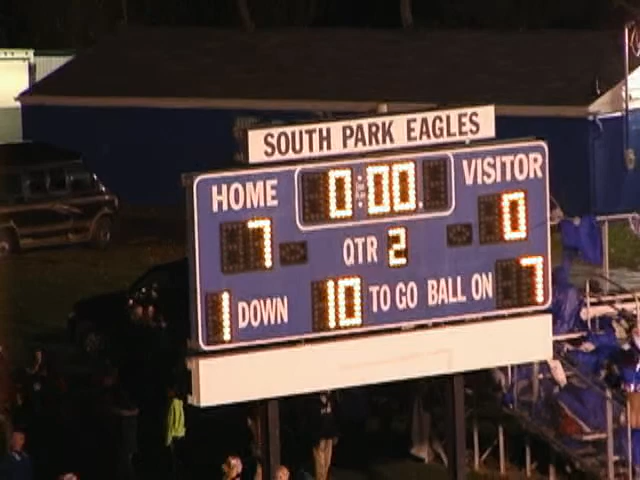 SOUTH PARK EAGLES
HOME 0:00 VISITOR
7 QTR 2 0
1 DOWN 10 TO GO BALL ON 7